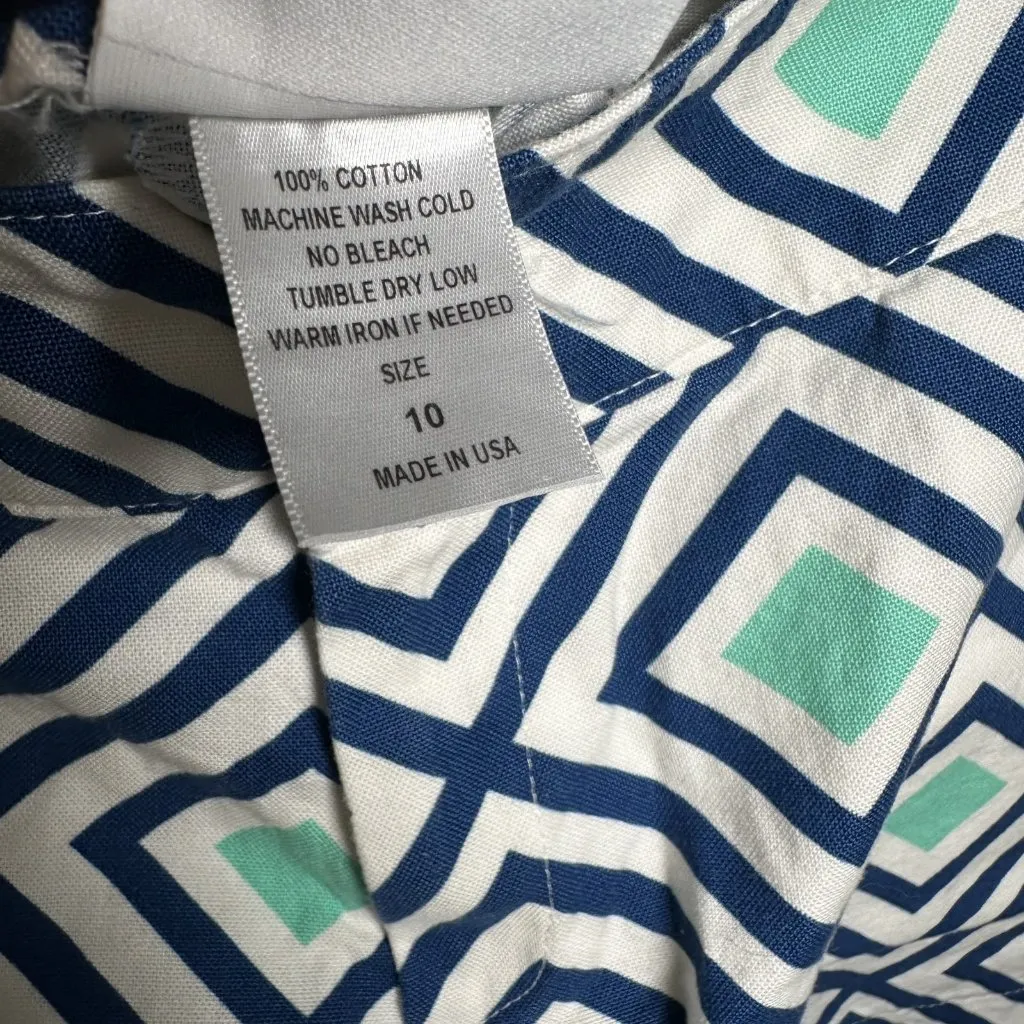 100% COTTON
MACHINE WASH COLD
NO BLEACH
TUMBLE DRY LOW
WARM IRON IF NEEDED
SIZE
10
MADE IN USA